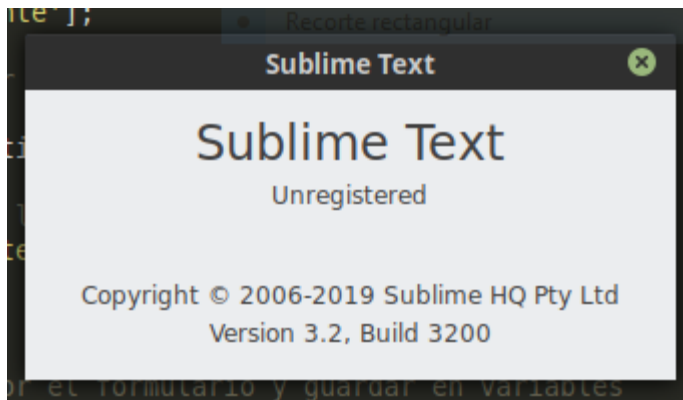 nte'];
Recorte rectangular
Sublime Text
Sublime Text
Unregistered
Copyright © 2006-2019 Sublime HQ Pty Ltd
Version 3.2, Build 3200
or el formulario y guardar en variables